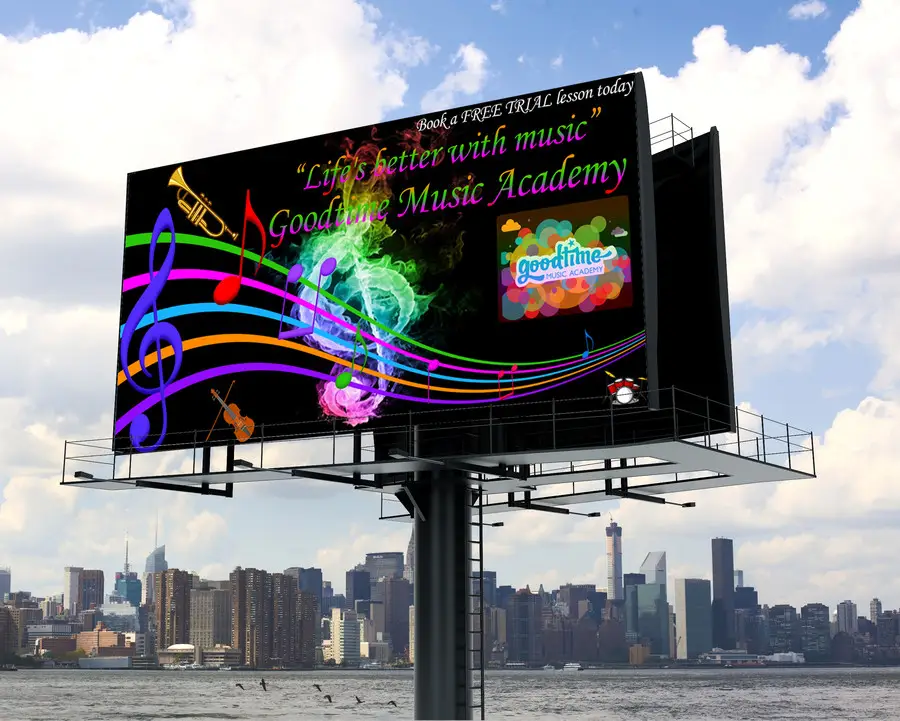 Book a FREE TRIAL lesson today
“Life's better with music”
Goodtime Music Academy
goodtime
MUSIC ACADEMY